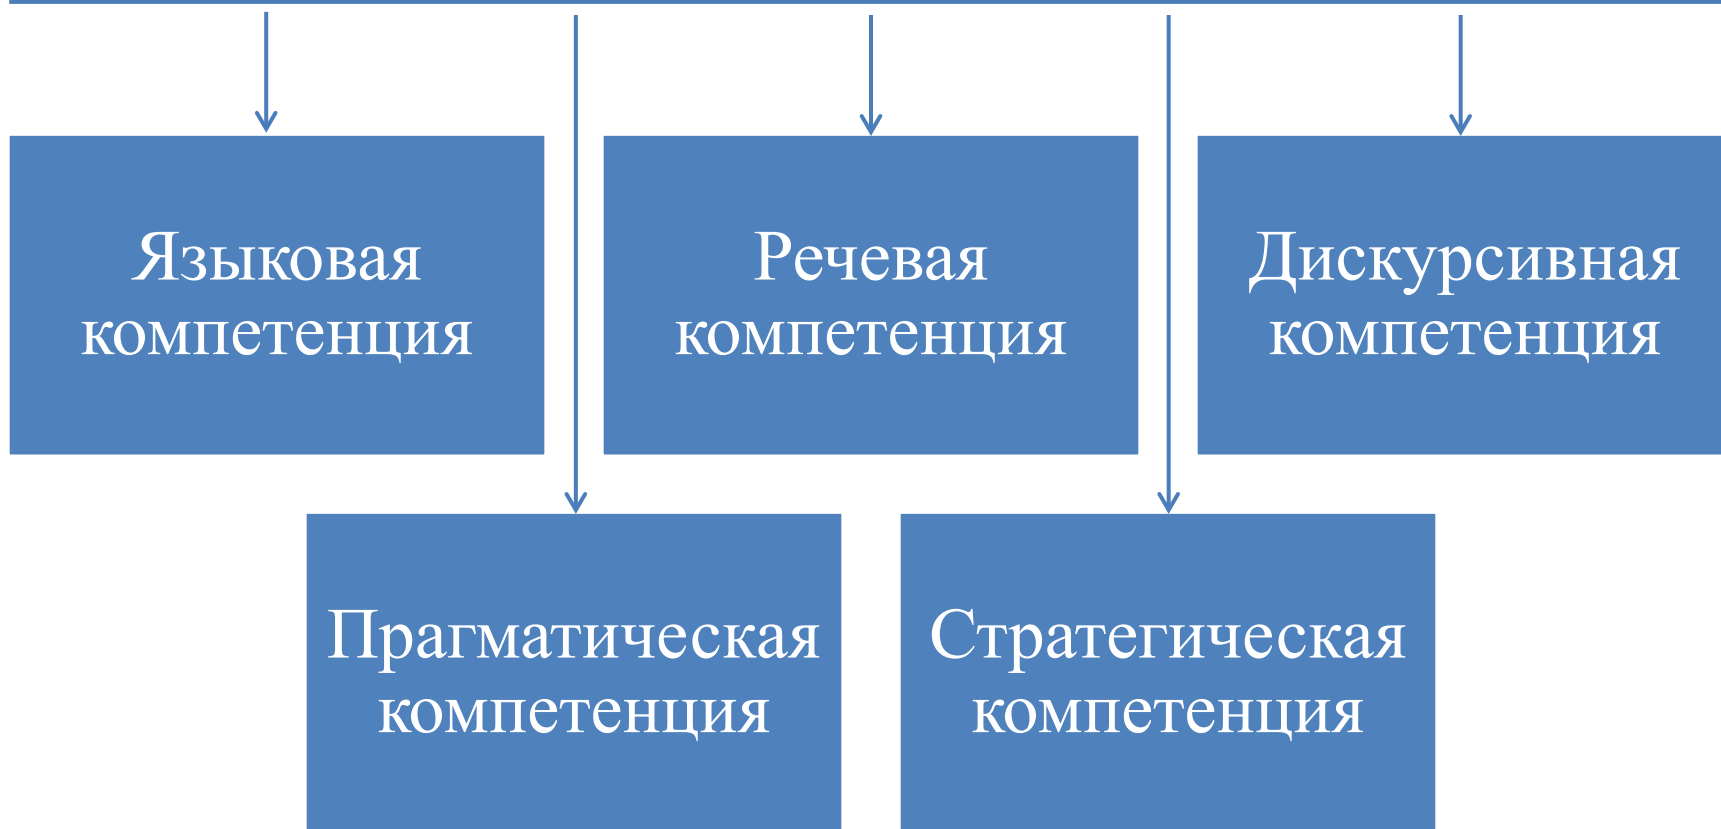 Языковая
компетенция
Речевая
компетенция
Дискурсивная
компетенция
Прагматическая
компетенция
Стратегическая
компетенция